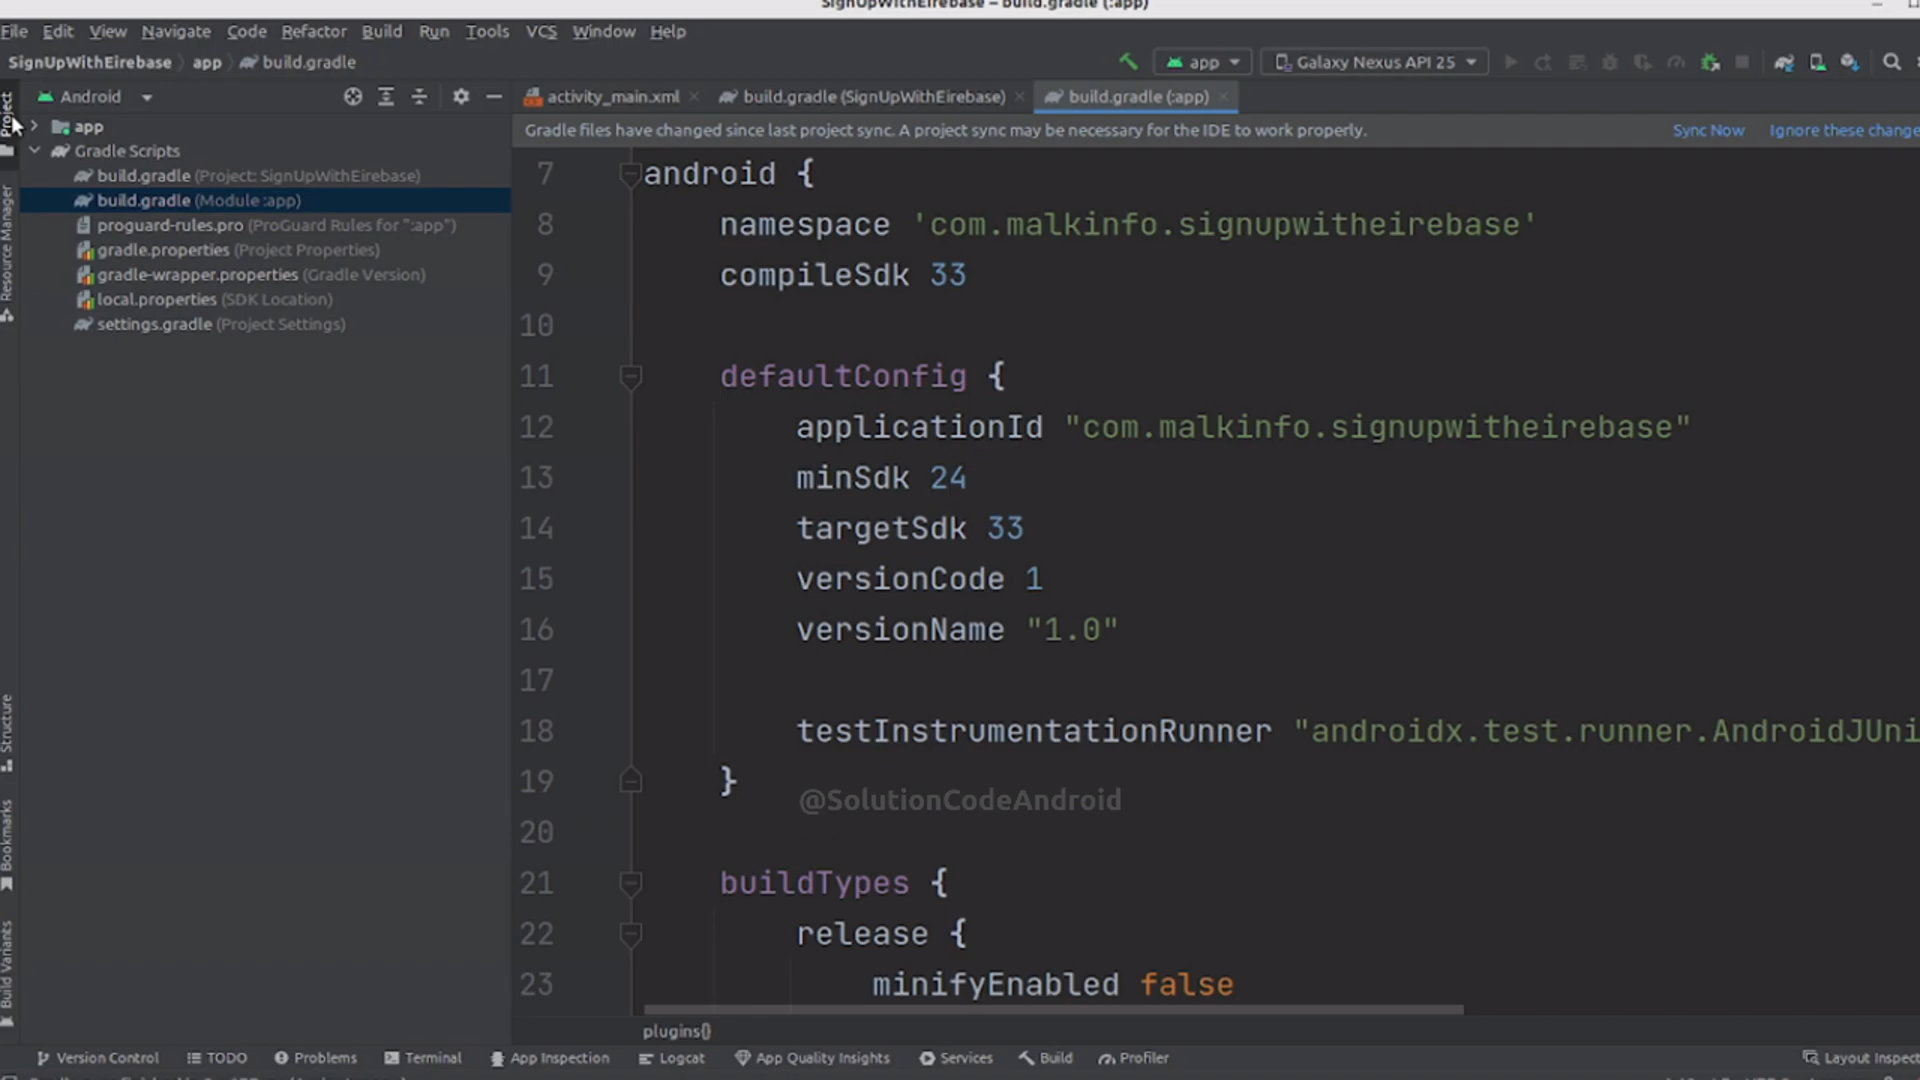 SignUpWithEirebase – build.gradle (:app)
File Edit View Navigate Code Refactor Build Run Tools VCS Window Help
SignUpWithEirebase app build.gradle app Galaxy Nexus API 25
Android activity_main.xml build.gradle (SignUpWithEirebase) build.gradle (:app)
Gradle files have changed since last project sync. A project sync may be necessary for the IDE to work properly. Sync Now Ignore these change
Project
Resource Manager
Structure
Bookmarks
Build Variants
app
Gradle Scripts
build.gradle (Project: SignUpWithEirebase)
build.gradle (Module :app)
proguard-rules.pro (ProGuard Rules for ":app")
gradle.properties (Project Properties)
gradle-wrapper.properties (Gradle Version)
local.properties (SDK Location)
settings.gradle (Project Settings)
7 android {
8 namespace 'com.malkinfo.signupwitheirebase'
9 compileSdk 33
10
11 defaultConfig {
12 applicationId "com.malkinfo.signupwitheirebase"
13 minSdk 24
14 targetSdk 33
15 versionCode 1
16 versionName "1.0"
17
18 testInstrumentationRunner "androidx.test.runner.AndroidJUni
19 }
@SolutionCodeAndroid
20
21 buildTypes {
22 release {
23 minifyEnabled false
plugins{}
Version Control TODO Problems Terminal App Inspection Logcat App Quality Insights Services Build Profiler Layout Inspect